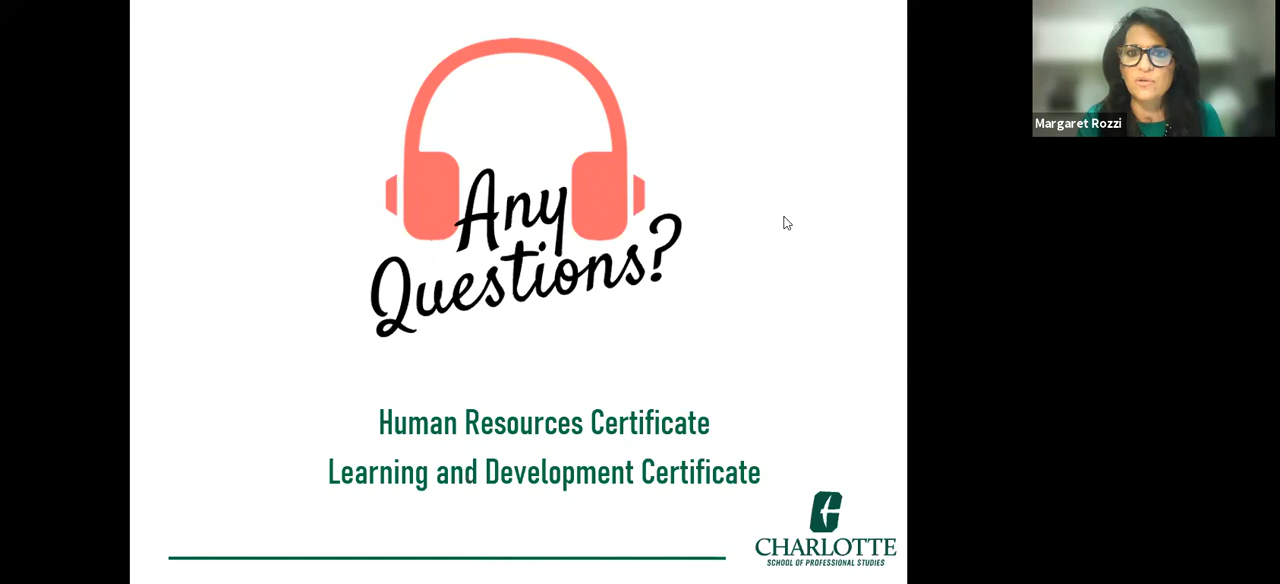 Any
Questions?
Human Resources Certificate
Learning and Development Certificate
CHARLOTTE
SCHOOL OF PROFESSIONAL STUDIES
Margaret Rozzi